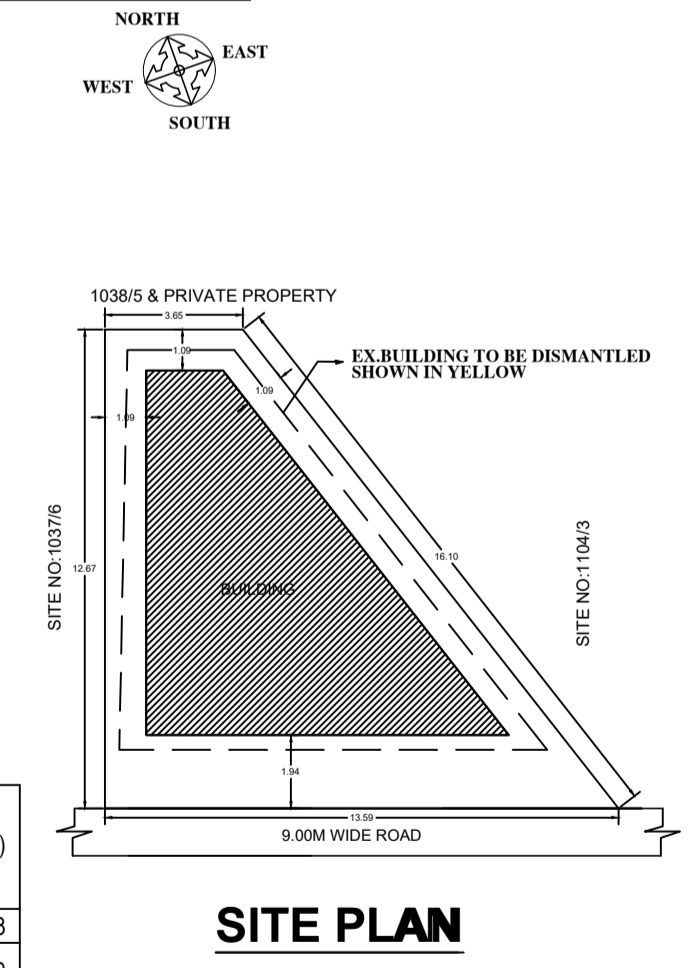 NORTH
EAST
WEST
SOUTH
1038/5 & PRIVATE PROPERTY
3.65
1.09
EX.BUILDING TO BE DISMANTLED
SHOWN IN YELLOW
1.09
1.09
SITE NO:1037/6
12.67
16.10
SITE NO:1104/3
BUILDING
1.94
13.59
9.00M WIDE ROAD
SITE PLAN